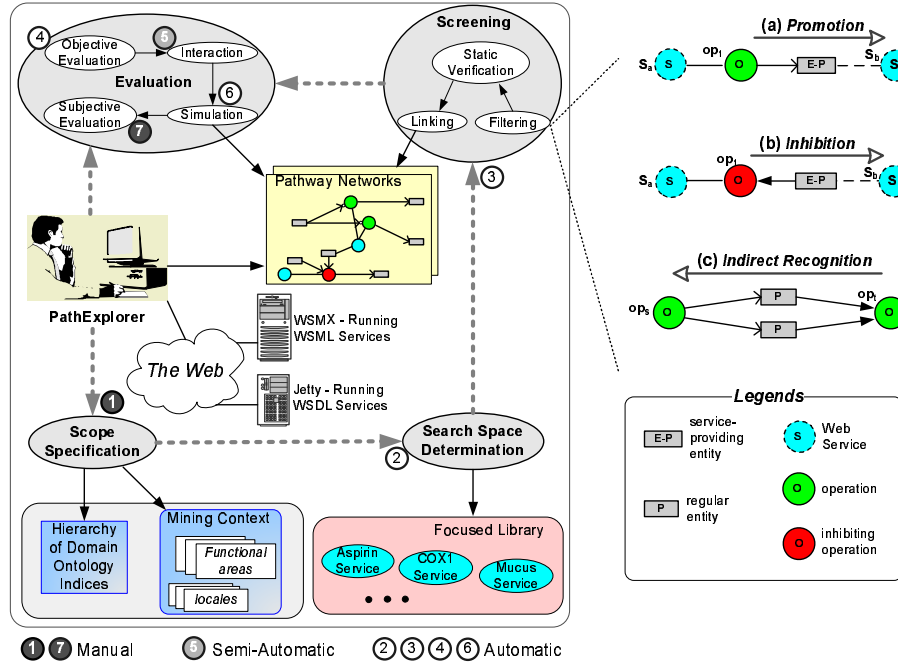 Screening
4
Objective
Evaluation
5
Interaction
Static
Verification
Evaluation
6
Subjective
Evaluation
7
Simulation
Linking
Filtering
3
Pathway Networks
PathExplorer
WSMX - Running
WSML Services
The Web
Jetty - Running
WSDL Services
1
Scope
Specification
2
Search Space
Determination
Hierarchy
of Domain
Ontology
Indices
Mining Context
Functional
areas
locales
Focused Library
Aspirin
Service
COX1
Service
Mucus
Service
• • •
1 7 Manual
5 Semi-Automatic
2 3 4 6 Automatic
(a) Promotion
Sa S opt O E-P Sb S
(b) Inhibition
Sa S opt O E-P Sb S
(c) Indirect Recognition
ops O P opt O
P
Legends
E-P
service-
providing
entity
S
Web
Service
P
regular
entity
O
operation
O
inhibiting
operation